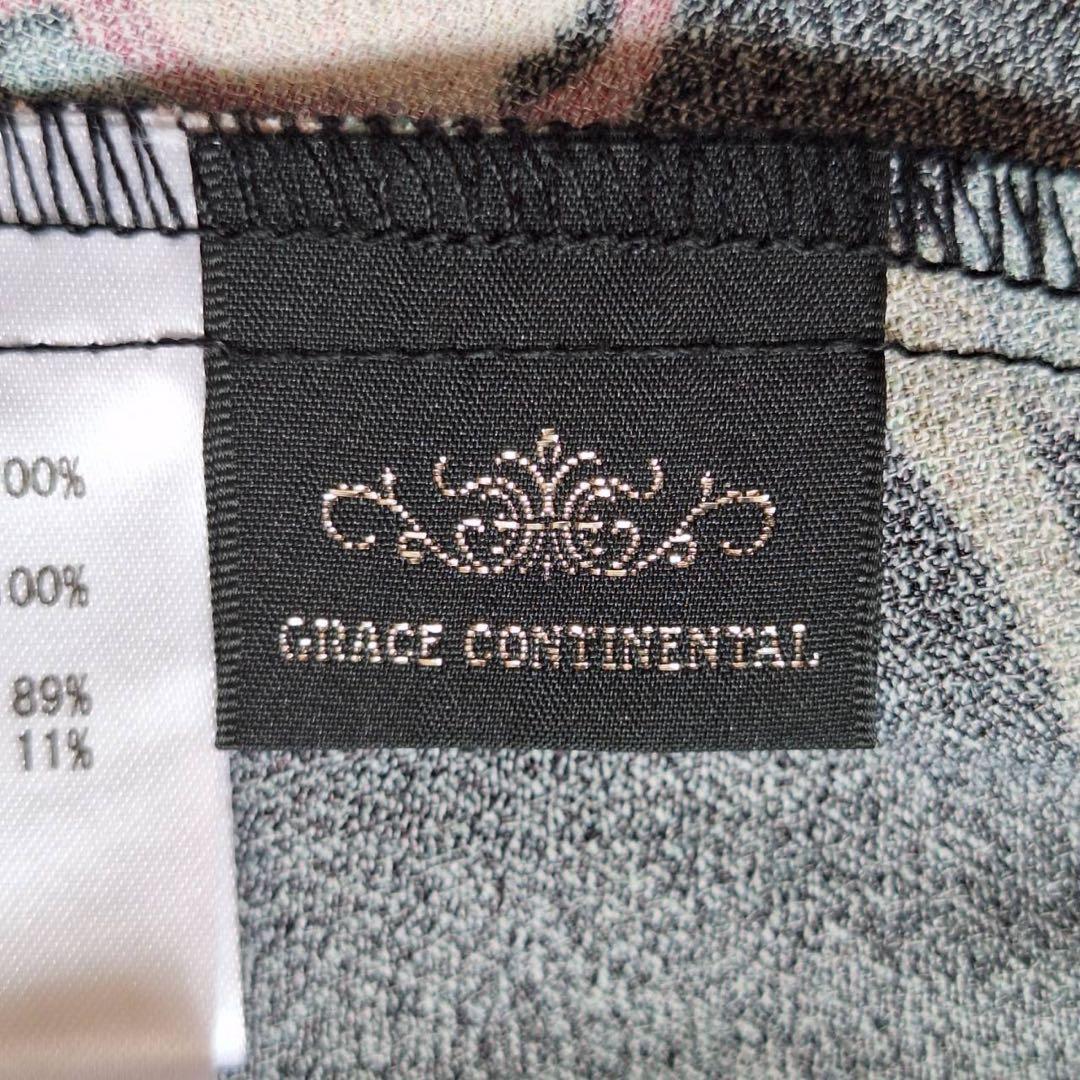 00%
00%
89%
11%
GRACE CONTINENTAL